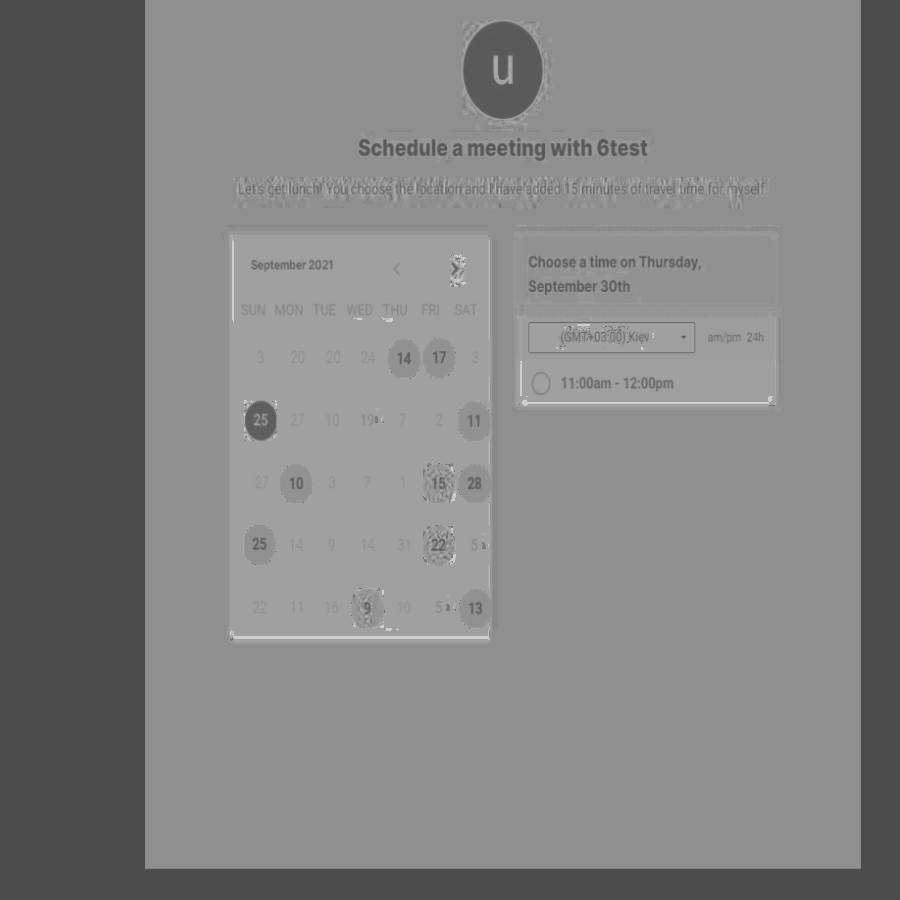 u
Schedule a meeting with 6test
Let's get lunch! You choose the location and I have added 15 minutes of travel time for myself.
September 2021
SUN MON TUE WED THU FRI SAT
3 20 20 24 14 17 3
25 27 10 19 7 2 11
27 10 3 7 1 15 28
25 14 9 14 31 22 5
22 11 16 9 10 5 13
Choose a time on Thursday,
September 30th
(GMT+03:00) Kiev am/pm 24h
11:00am - 12:00pm